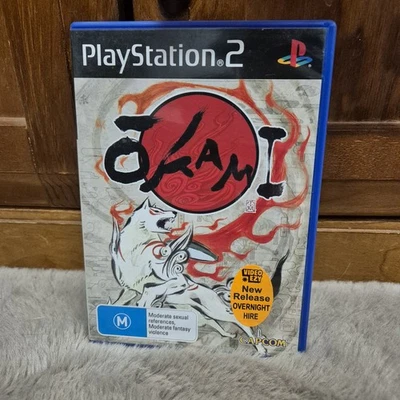 PlayStation®2
ŌKAMI
VIDEO
EZY
New
Release
OVERNIGHT
HIRE
M
Moderate sexual
references,
Moderate fantasy
violence
CAPCOM